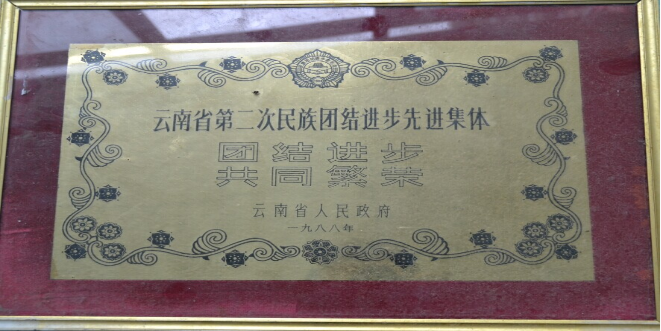 云南省第二次民族团结进步先进集体
团结进步
共同繁荣
云南省人民政府
一九八八年